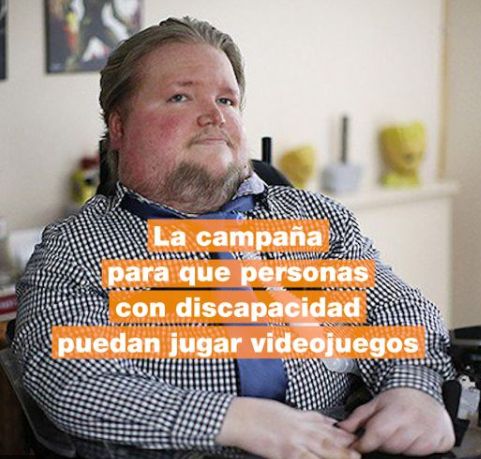 La campaña
para que personas
con discapacidad
puedan jugar videojuegos